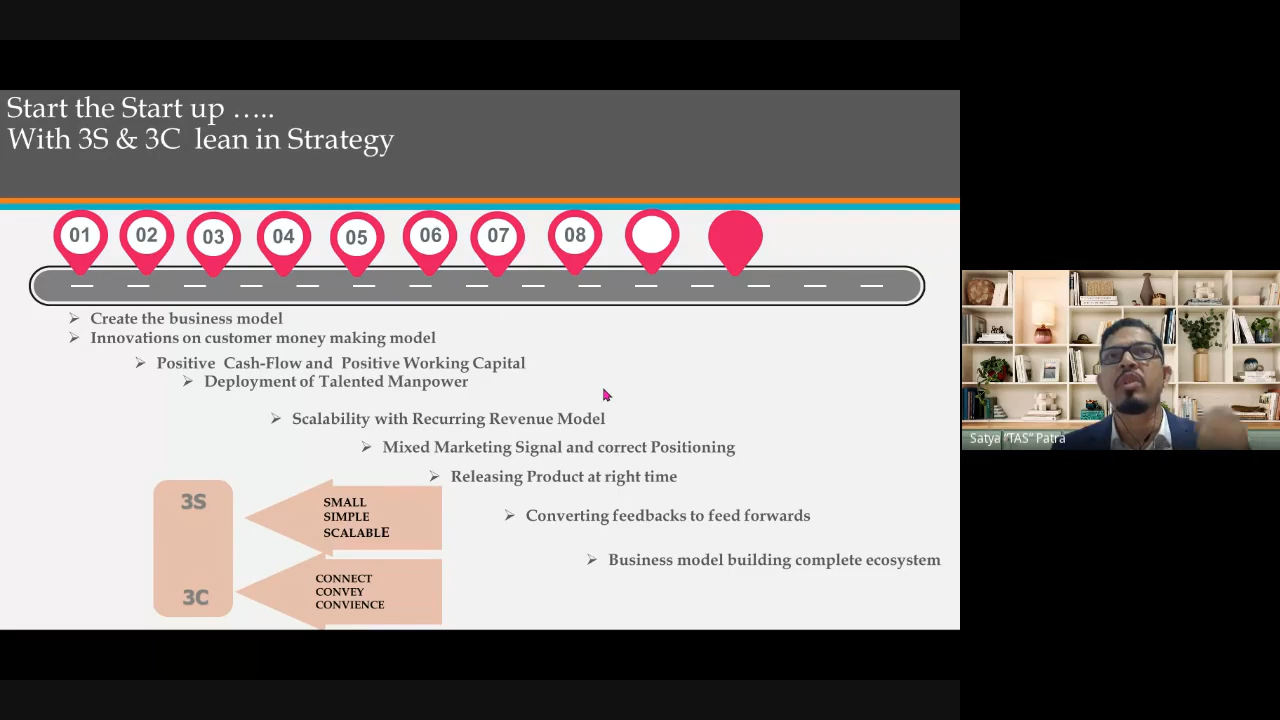 Start the Start up …..
With 3S & 3C lean in Strategy
01 02 03 04 05 06 07 08
Create the business model
Innovations on customer money making model
Positive Cash-Flow and Positive Working Capital
Deployment of Talented Manpower
Scalability with Recurring Revenue Model
Mixed Marketing Signal and correct Positioning
Releasing Product at right time
Converting feedbacks to feed forwards
Business model building complete ecosystem
3S
SMALL
SIMPLE
SCALABLE
3C
CONNECT
CONVEY
CONVIENCE
Satya "TAS" Patra